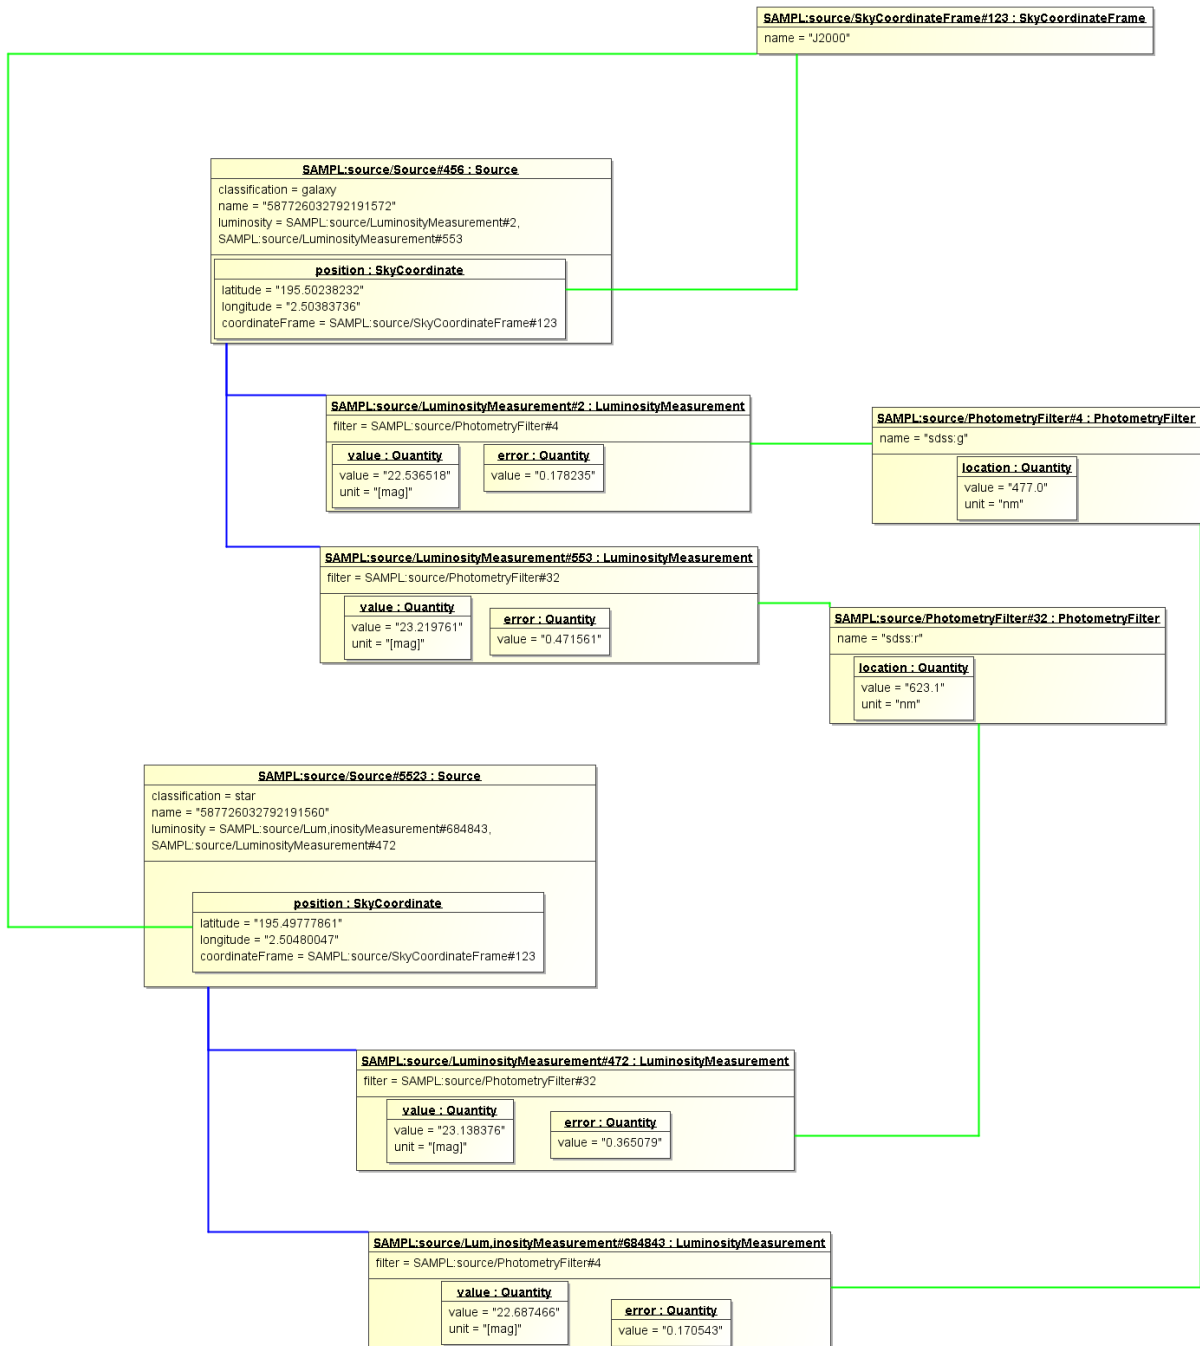 SAMPL:source/SkyCoordinateFrame#123 : SkyCoordinateFrame
name = "J2000"
SAMPL:source/Source#456 : Source
classification = galaxy
name = "587726032792191572"
luminosity = SAMPL:source/LuminosityMeasurement#2,
SAMPL:source/LuminosityMeasurement#553
position : SkyCoordinate
latitude = "195.50238232"
longitude = "2.50383736"
coordinateFrame = SAMPL:source/SkyCoordinateFrame#123
SAMPL:source/LuminosityMeasurement#2 : LuminosityMeasurement
filter = SAMPL:source/PhotometryFilter#4
value : Quantity
value = "22.536518"
unit = "[mag]"
error : Quantity
value = "0.178235"
SAMPL:source/PhotometryFilter#4 : PhotometryFilter
name = "sdss:g"
location : Quantity
value = "477.0"
unit = "nm"
SAMPL:source/LuminosityMeasurement#553 : LuminosityMeasurement
filter = SAMPL:source/PhotometryFilter#32
value : Quantity
value = "23.219761"
unit = "[mag]"
error : Quantity
value = "0.471561"
SAMPL:source/PhotometryFilter#32 : PhotometryFilter
name = "sdss:r"
location : Quantity
value = "623.1"
unit = "nm"
SAMPL:source/Source#5523 : Source
classification = star
name = "587726032792191560"
luminosity = SAMPL:source/Lum,inosityMeasurement#684843,
SAMPL:source/LuminosityMeasurement#472
position : SkyCoordinate
latitude = "195.49777861"
longitude = "2.50480047"
coordinateFrame = SAMPL:source/SkyCoordinateFrame#123
SAMPL:source/LuminosityMeasurement#472 : LuminosityMeasurement
filter = SAMPL:source/PhotometryFilter#32
value : Quantity
value = "23.138376"
unit = "[mag]"
error : Quantity
value = "0.365079"
SAMPL:source/Lum,inosityMeasurement#684843 : LuminosityMeasurement
filter = SAMPL:source/PhotometryFilter#4
value : Quantity
value = "22.687466"
unit = "[mag]"
error : Quantity
value = "0.170543"